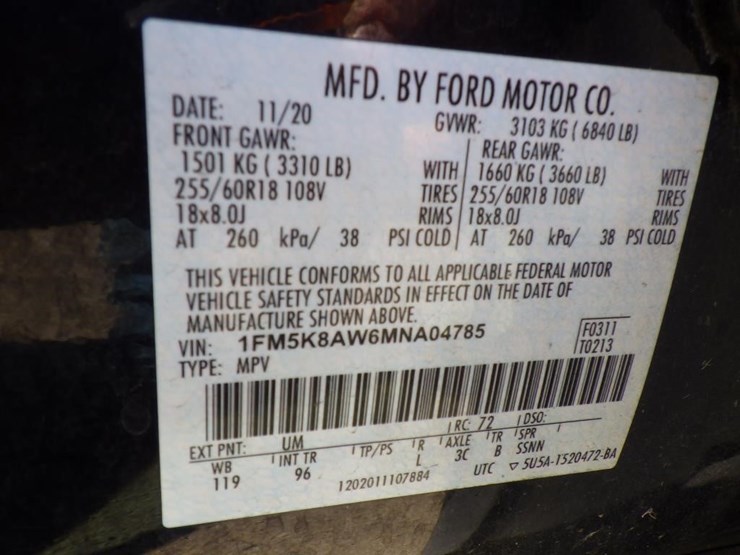 MFD. BY FORD MOTOR CO.
DATE: 11/20 GVWR: 3103 KG ( 6840 LB)
FRONT GAWR: REAR GAWR:
1501 KG ( 3310 LB) WITH 1660 KG ( 3660 LB) WITH
255/60R18 108V TIRES 255/60R18 108V TIRES
18x8.0J RIMS 18x8.0J RIMS
AT 260 kPa/ 38 PSI COLD AT 260 kPa/ 38 PSI COLD
THIS VEHICLE CONFORMS TO ALL APPLICABLE FEDERAL MOTOR
VEHICLE SAFETY STANDARDS IN EFFECT ON THE DATE OF
MANUFACTURE SHOWN ABOVE.
VIN: 1FM5K8AW6MNA04785 F0311
TYPE: MPV T0213
EXT PNT: UM RC: 72 DSO:
WB INT TR TP/PS R AXLE TR SPR
119 96 L 3C B SSNN
1202011107884 UTC ▽ 5U5A-1520472-BA